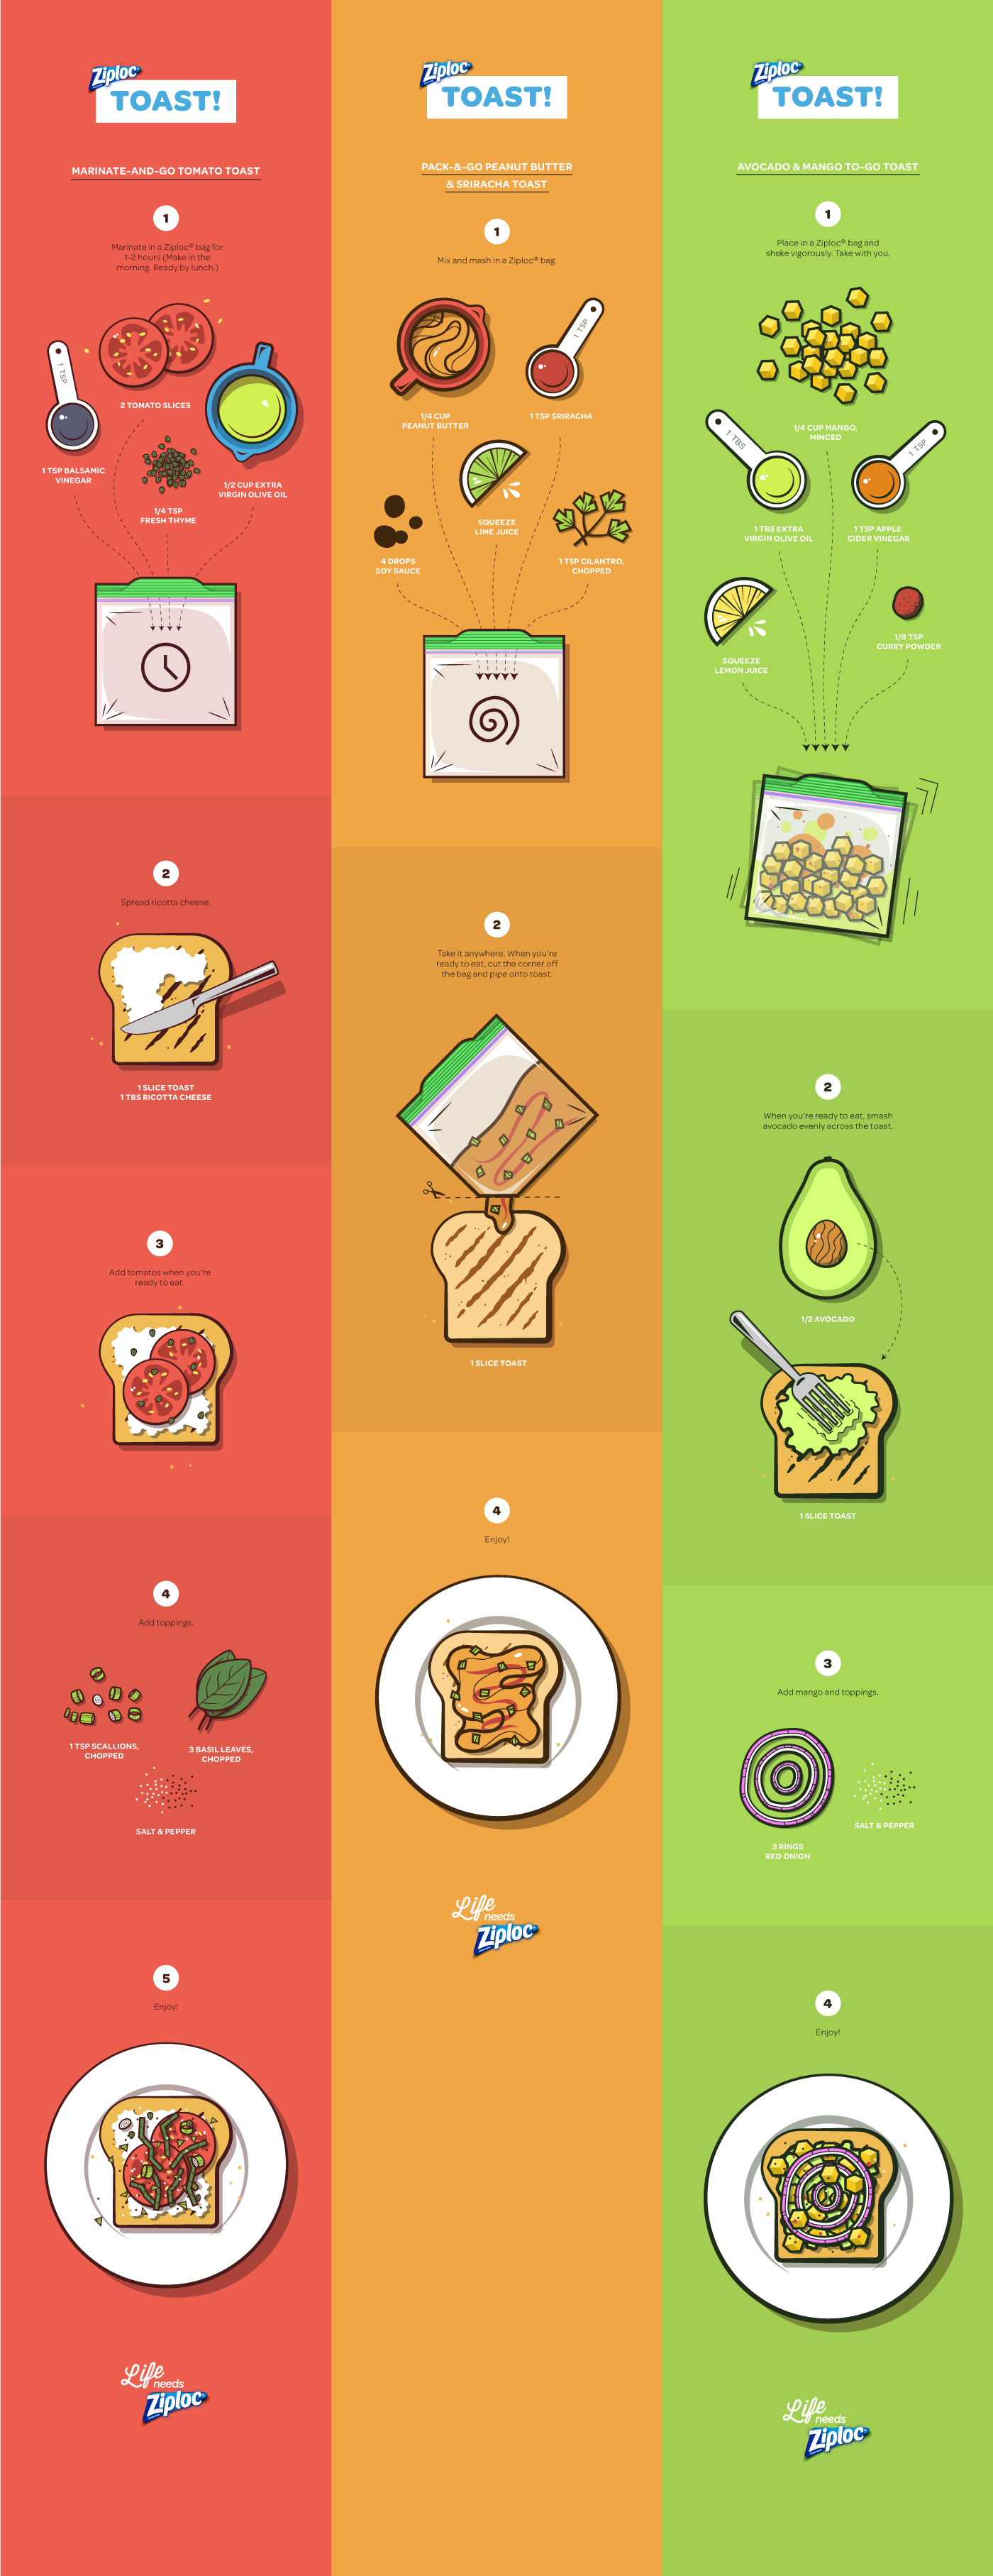 Ziploc
TOAST!
MARINATE-AND-GO TOMATO TOAST
1
Marinate in a Ziploc® bag for
1-2 hours (Make in the
morning. Ready by lunch.)
1 TSP
2 TOMATO SLICES
1 TSP BALSAMIC
VINEGAR
1/4 TSP
FRESH THYME
1/2 CUP EXTRA
VIRGIN OLIVE OIL
2
Spread ricotta cheese.
1 SLICE TOAST
1 TBS RICOTTA CHEESE
3
Add tomatos when you're
ready to eat.
4
Add toppings.
1 TSP SCALLIONS,
CHOPPED
3 BASIL LEAVES,
CHOPPED
SALT & PEPPER
5
Enjoy!
Life
needs
Ziploc
Ziploc
TOAST!
PACK-&-GO PEANUT BUTTER
& SRIRACHA TOAST
1
Mix and mash in a Ziploc® bag.
1 TSP
1/4 CUP
PEANUT BUTTER
1 TSP SRIRACHA
SQUEEZE
LIME JUICE
4 DROPS
SOY SAUCE
1 TSP CILANTRO,
CHOPPED
2
Take it anywhere. When you're
ready to eat, cut the corner off
the bag and pipe onto toast.
1 SLICE TOAST
4
Enjoy!
Life
needs
Ziploc
Ziploc
TOAST!
AVOCADO & MANGO TO-GO TOAST
1
Place in a Ziploc® bag and
shake vigorously. Take with you.
1/4 CUP MANGO,
MINCED
1 TBS
1 TSP
1 TBS EXTRA
VIRGIN OLIVE OIL
1 TSP APPLE
CIDER VINEGAR
SQUEEZE
LEMON JUICE
1/8 TSP
CURRY POWDER
2
When you're ready to eat, smash
avocado evenly across the toast.
1/2 AVOCADO
1 SLICE TOAST
3
Add mango and toppings.
3 RINGS
RED ONION
SALT & PEPPER
4
Enjoy!
Life
needs
Ziploc